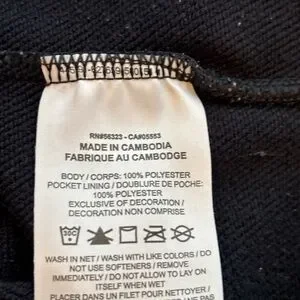 RN#56323 - CA#05553
MADE IN CAMBODIA
FABRIQUE AU CAMBODGE
BODY / CORPS: 100% POLYESTER
POCKET LINING / DOUBLURE DE POCHE:
100% POLYESTER
EXCLUSIVE OF DECORATION /
DECORATION NON COMPRISE
30C
WASH IN NET / WASH WITH LIKE COLORS / DO
NOT USE SOFTENERS / REMOVE
IMMEDIATELY / DO NOT ALLOW TO LAY ON
ITSELF WHEN WET
PLACER DANS UN FILET POUR NETTOYER /